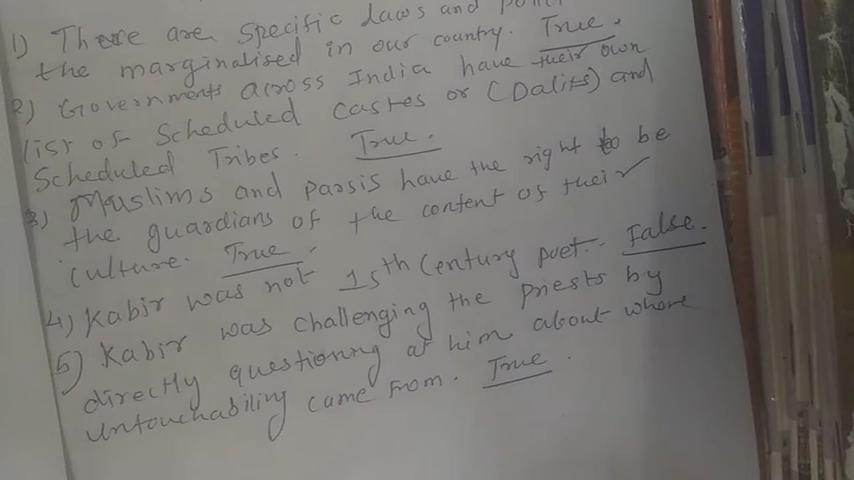 1) There are specific Laws and
the marginalised in our country. True.
2) Governments across India have their own
list of Scheduled Castes or (Dalits) and
Scheduled Tribes. True.
3) Muslims and Parsis have the right to be
the guardians of the content of their
culture. True.
4) Kabir was not 15th Century poet. False.
5) Kabir was challenging the priests by
directly questioning at him about where
untouchability came from. True.